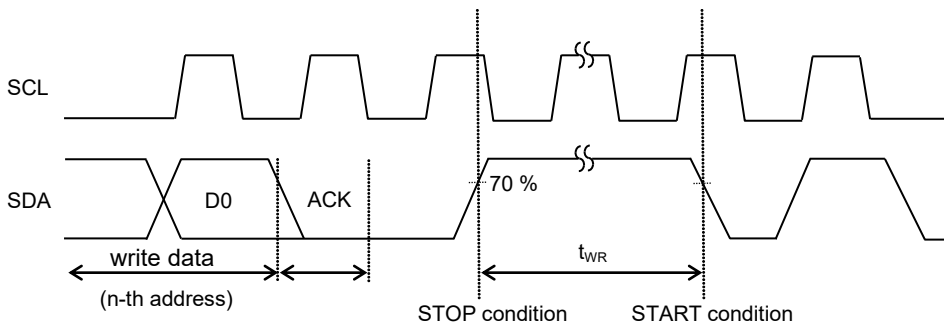 SCL
SDA
D0
ACK
70 %
write data
(n-th address)
tWR
STOP condition
START condition